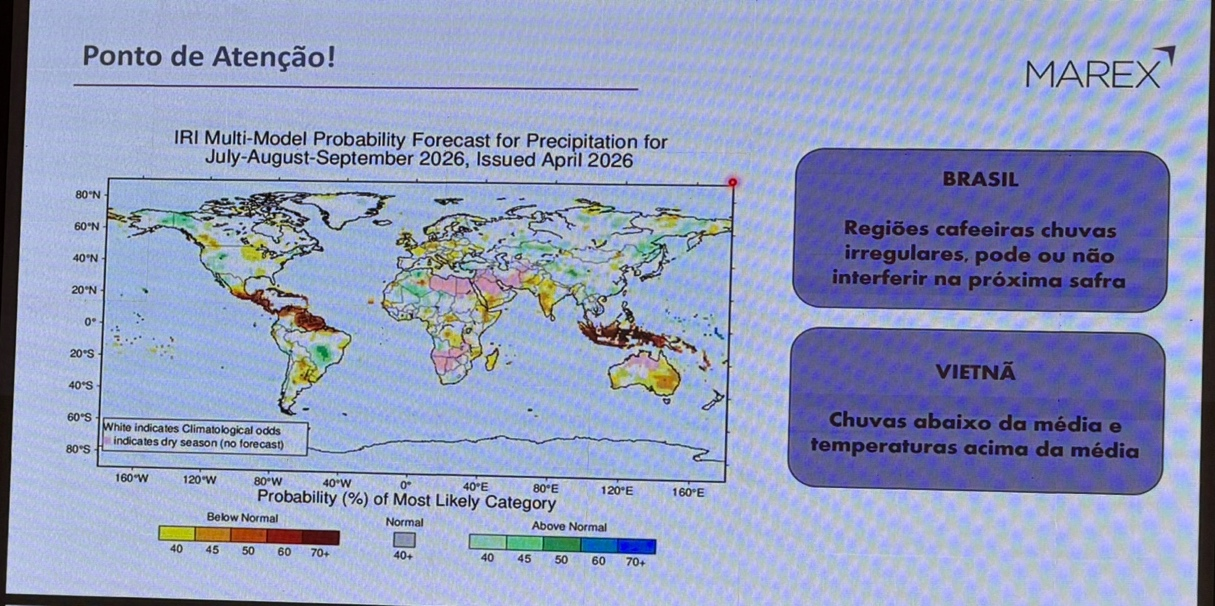 Ponto de Atenção!
MAREX
IRI Multi-Model Probability Forecast for Precipitation for
July-August-September 2026, Issued April 2026
80°N
60°N
40°N
20°N
0°
20°S
40°S
60°S
80°S
White indicates Climatological odds
indicates dry season (no forecast)
160°W 120°W 80°W 40°W 0° 40°E 80°E 120°E 160°E
Probability (%) of Most Likely Category
Below Normal Normal Above Normal
40 45 50 60 70+ 40+ 40 45 50 60 70+
BRASIL
Regiões cafeeiras chuvas
irregulares, pode ou não
interferir na próxima safra
VIETNÃ
Chuvas abaixo da média e
temperaturas acima da média